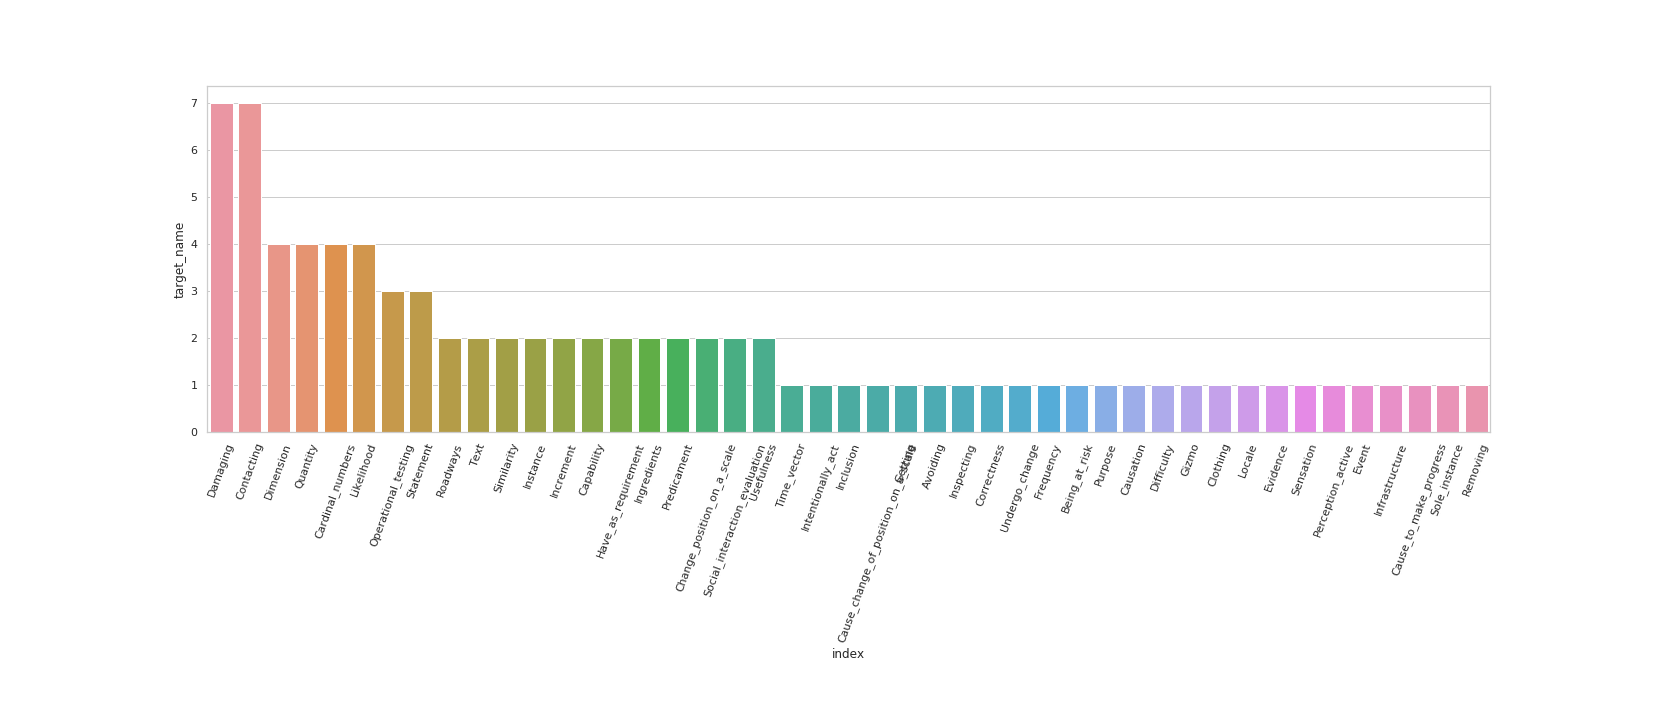 7
6
5
4
3
2
1
0
target_name
Damaging
Contacting
Dimension
Quantity
Cardinal_numbers
Likelihood
Operational_testing
Statement
Roadways
Text
Similarity
Instance
Increment
Capability
Have_as_requirement
Ingredients
Predicament
Change_position_on_a_scale
Social_interaction_evaluation
Usefulness
Time_vector
Intentionally_act
Inclusion
Cause_change_of_position_on_a_scale
Avoiding
Inspecting
Correctness
Undergo_change
Frequency
Being_at_risk
Purpose
Causation
Difficulty
Gizmo
Clothing
Locale
Evidence
Sensation
Perception_active
Event
Infrastructure
Cause_to_make_progress
Sole_instance
Removing
index